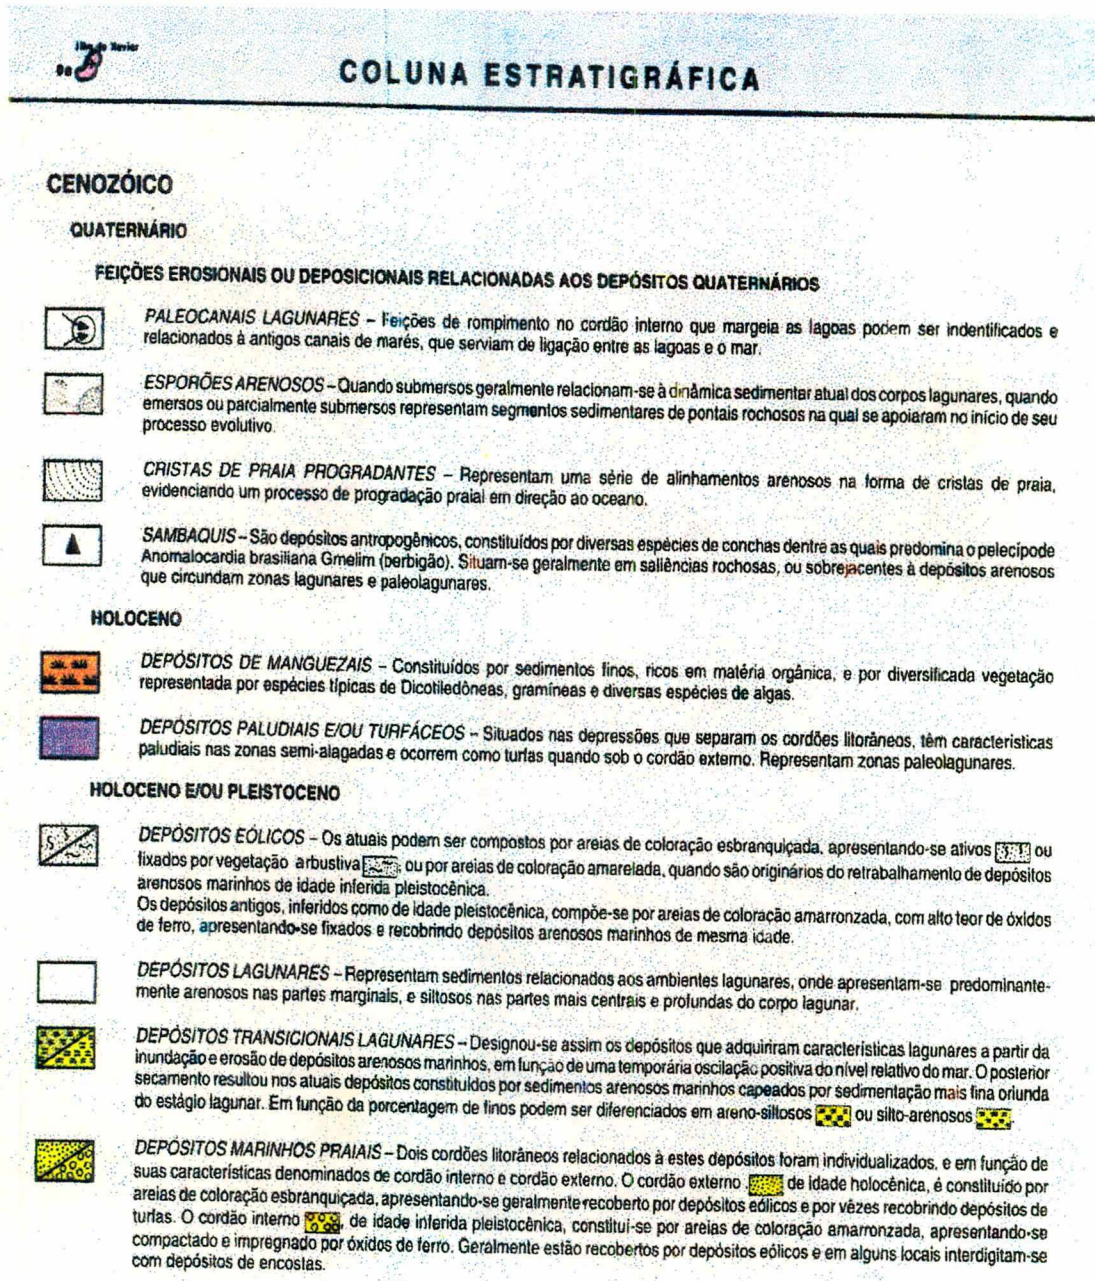 Ilha do Xavier
COLUNA ESTRATIGRÁFICA
CENOZÓICO
QUATERNÁRIO
FEIÇÕES EROSIONAIS OU DEPOSICIONAIS RELACIONADAS AOS DEPÓSITOS QUATERNÁRIOS
PALEOCANAIS LAGUNARES – Feições de rompimento no cordão interno que margeia as lagoas podem ser indentificados e
relacionados à antigos canais de marés, que serviam de ligação entre as lagoas e o mar.
ESPORÕES ARENOSOS – Quando submersos geralmente relacionam-se à dinâmica sedimentar atual dos corpos lagunares, quando
emersos ou parcialmente submersos representam segmentos sedimentares de pontais rochosos na qual se apoiaram no início de seu
processo evolutivo.
CRISTAS DE PRAIA PROGRADANTES – Representam uma série de alinhamentos arenosos na forma de cristas de praia,
evidenciando um processo de progradação praial em direção ao oceano.
SAMBAQUIS – São depósitos antropogênicos, constituídos por diversas espécies de conchas dentre as quais predomina o pelecípode
Anomalocardia brasiliana Gmelim (berbigão). Situam-se geralmente em saliências rochosas, ou sobrejacentes à depósitos arenosos
que circundam zonas lagunares e paleolagunares.
HOLOCENO
DEPÓSITOS DE MANGUEZAIS – Constituídos por sedimentos finos, ricos em matéria orgânica, e por diversificada vegetação
representada por espécies típicas de Dicotiledôneas, gramíneas e diversas espécies de algas.
DEPÓSITOS PALUDIAIS E/OU TURFÁCEOS – Situados nas depressões que separam os cordões litorâneos, têm características
paludiais nas zonas semi-alagadas e ocorrem como turfas quando sob o cordão externo. Representam zonas paleolagunares.
HOLOCENO E/OU PLEISTOCENO
DEPÓSITOS EÓLICOS – Os atuais podem ser compostos por areias de coloração esbranquiçada, apresentando-se ativos ou
fixados por vegetação arbustiva; ou por areias de coloração amarelada, quando são originários do retrabalhamento de depósitos
arenosos marinhos de idade inferida pleistocênica.
Os depósitos antigos, inferidos como de idade pleistocênica, compõe-se por areias de coloração amarronzada, com alto teor de óxidos
de ferro, apresentando-se fixados e recobrindo depósitos arenosos marinhos de mesma idade.
DEPÓSITOS LAGUNARES – Representam sedimentos relacionados aos ambientes lagunares, onde apresentam-se predominante-
mente arenosos nas partes marginais, e siltosos nas partes mais centrais e profundas do corpo lagunar.
DEPÓSITOS TRANSICIONAIS LAGUNARES – Designou-se assim os depósitos que adquiriram características lagunares a partir da
inundação e erosão de depósitos arenosos marinhos, em função de uma temporária oscilação positiva do nível relativo do mar. O posterior
secamento resultou nos atuais depósitos constituídos por sedimentos arenosos marinhos capeados por sedimentação mais fina oriunda
do estágio lagunar. Em função da porcentagem de finos podem ser diferenciados em areno-siltosos ou silto-arenosos.
DEPÓSITOS MARINHOS PRAIAIS – Dois cordões litorâneos relacionados à estes depósitos foram individualizados, e em função de
suas características denominados de cordão interno e cordão externo. O cordão externo de idade holocênica, é constituído por
areias de coloração esbranquiçada, apresentando-se geralmente recoberto por depósitos eólicos e por vêzes recobrindo depósitos de
turfas. O cordão interno, de idade inferida pleistocênica, constitui-se por areias de coloração amarronzada, apresentando-se
compactado e impregnado por óxidos de ferro. Geralmente estão recobertos por depósitos eólicos e em alguns locais interdigitam-se
com depósitos de encostas.